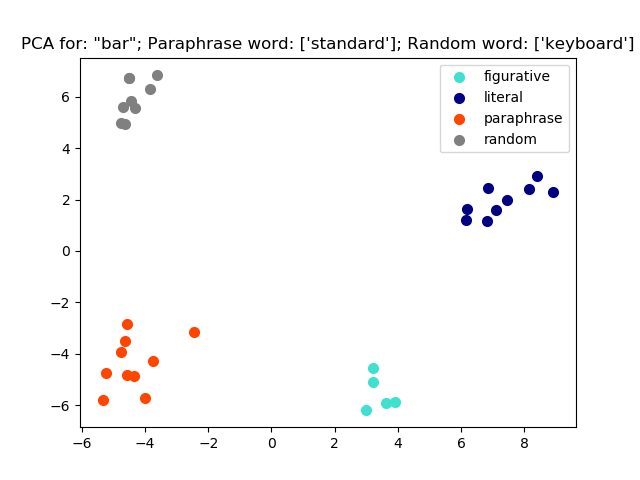 PCA for: "bar"; Paraphrase word: ['standard']; Random word: ['keyboard']
figurative
literal
paraphrase
random
6
4
2
0
−2
−4
−6
−6 −4 −2 0 2 4 6 8